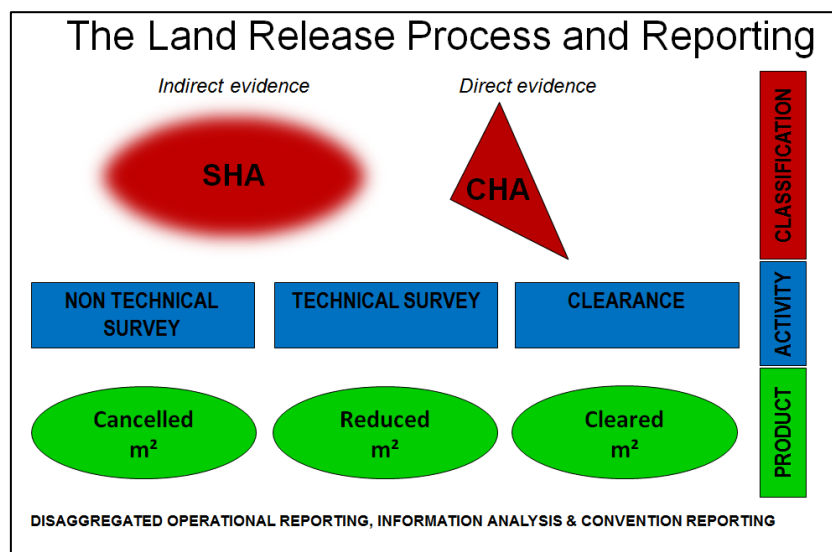 The Land Release Process and Reporting
Indirect evidence
Direct evidence
SHA
CHA
CLASSIFICATION
NON TECHNICAL
SURVEY
TECHNICAL SURVEY
CLEARANCE
ACTIVITY
Cancelled
m²
Reduced
m²
Cleared
m²
PRODUCT
DISAGGREGATED OPERATIONAL REPORTING, INFORMATION ANALYSIS & CONVENTION REPORTING